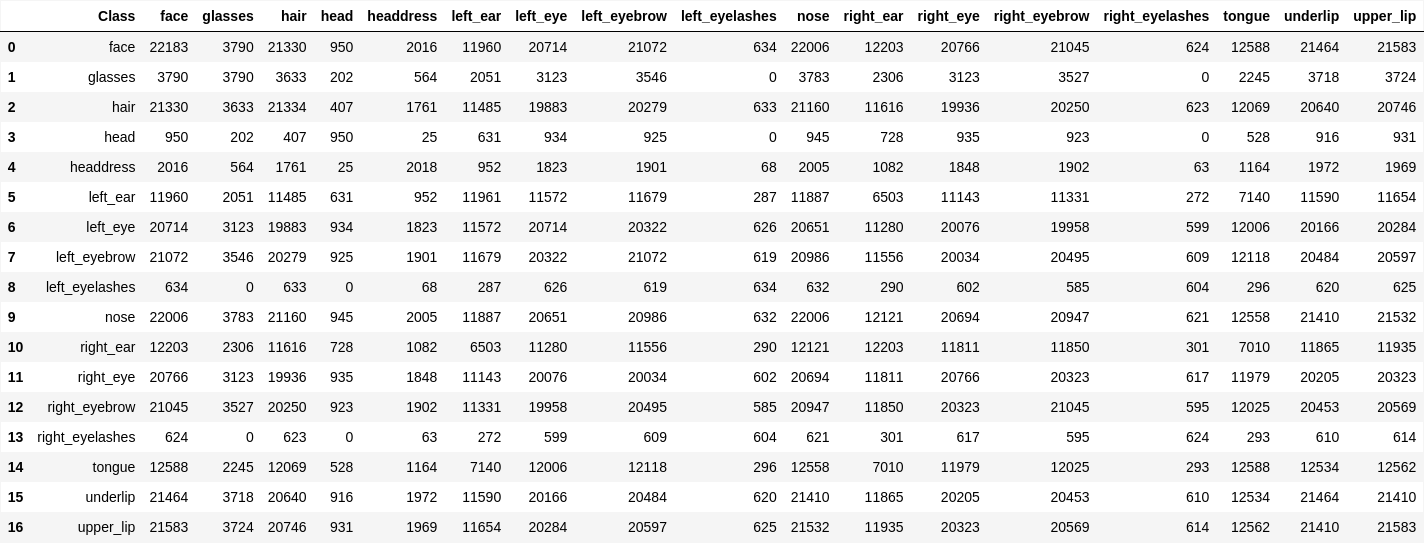 Class face glasses hair head headdress left_ear left_eye left_eyebrow left_eyelashes nose right_ear right_eye right_eyebrow right_eyelashes tongue underlip upper_lip
0 face 22183 3790 21330 950 2016 11960 20714 21072 634 22006 12203 20766 21045 624 12588 21464 21583
1 glasses 3790 3790 3633 202 564 2051 3123 3546 0 3783 2306 3123 3527 0 2245 3718 3724
2 hair 21330 3633 21334 407 1761 11485 19883 20279 633 21160 11616 19936 20250 623 12069 20640 20746
3 head 950 202 407 950 25 631 934 925 0 945 728 935 923 0 528 916 931
4 headdress 2016 564 1761 25 2018 952 1823 1901 68 2005 1082 1848 1902 63 1164 1972 1969
5 left_ear 11960 2051 11485 631 952 11961 11572 11679 287 11887 6503 11143 11331 272 7140 11590 11654
6 left_eye 20714 3123 19883 934 1823 11572 20714 20322 626 20651 11280 20076 19958 599 12006 20166 20284
7 left_eyebrow 21072 3546 20279 925 1901 11679 20322 21072 619 20986 11556 20034 20495 609 12118 20484 20597
8 left_eyelashes 634 0 633 0 68 287 626 619 634 632 290 602 585 604 296 620 625
9 nose 22006 3783 21160 945 2005 11887 20651 20986 632 22006 12121 20694 20947 621 12558 21410 21532
10 right_ear 12203 2306 11616 728 1082 6503 11280 11556 290 12121 12203 11811 11850 301 7010 11865 11935
11 right_eye 20766 3123 19936 935 1848 11143 20076 20034 602 20694 11811 20766 20323 617 11979 20205 20323
12 right_eyebrow 21045 3527 20250 923 1902 11331 19958 20495 585 20947 11850 20323 21045 595 12025 20453 20569
13 right_eyelashes 624 0 623 0 63 272 599 609 604 621 301 617 595 624 293 610 614
14 tongue 12588 2245 12069 528 1164 7140 12006 12118 296 12558 7010 11979 12025 293 12588 12534 12562
15 underlip 21464 3718 20640 916 1972 11590 20166 20484 620 21410 11865 20205 20453 610 12534 21464 21410
16 upper_lip 21583 3724 20746 931 1969 11654 20284 20597 625 21532 11935 20323 20569 614 12562 21410 21583